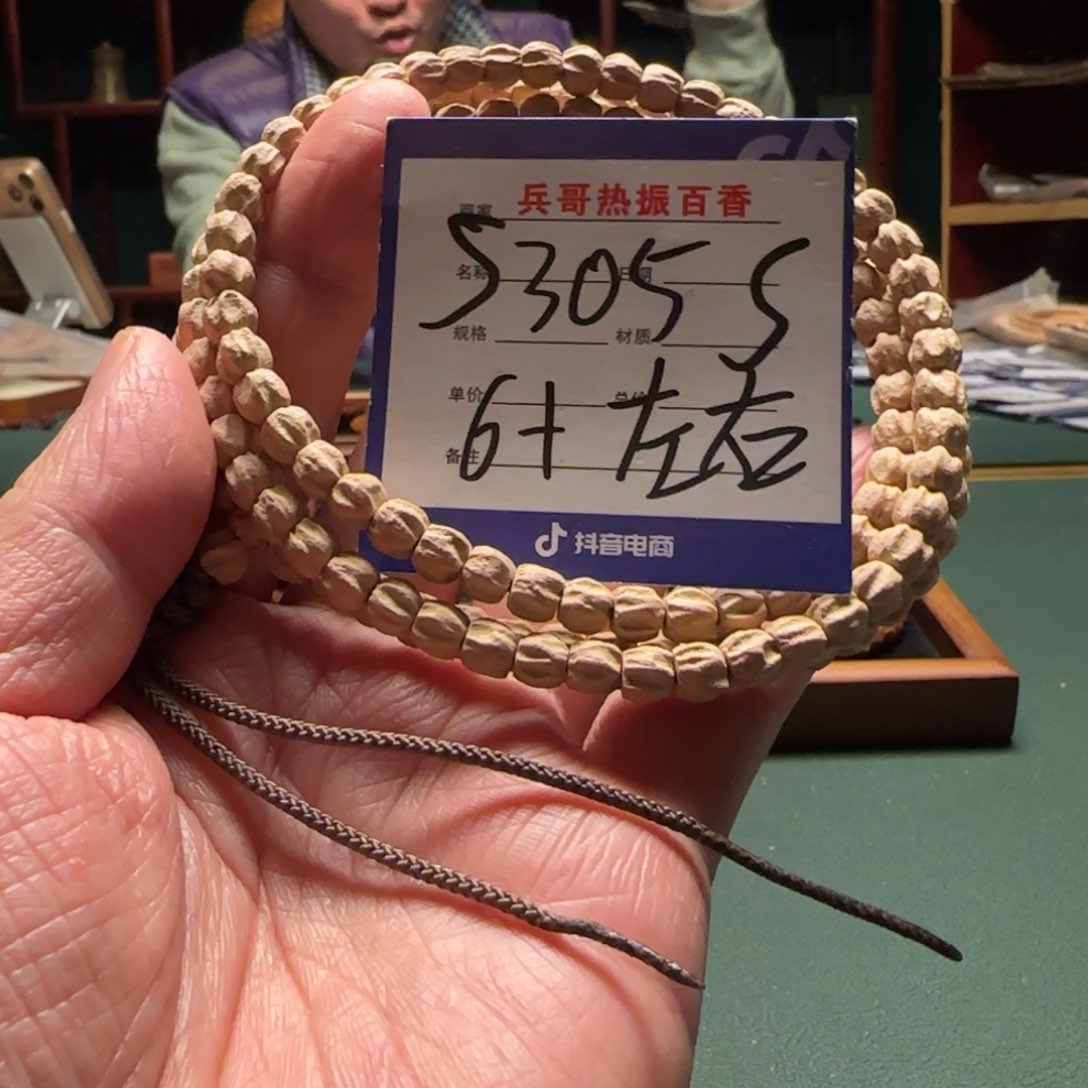 商家 兵哥热振百香
名称 S305 日期 S
规格 材质
单价 6+ 总价 左右
备注
抖音电商